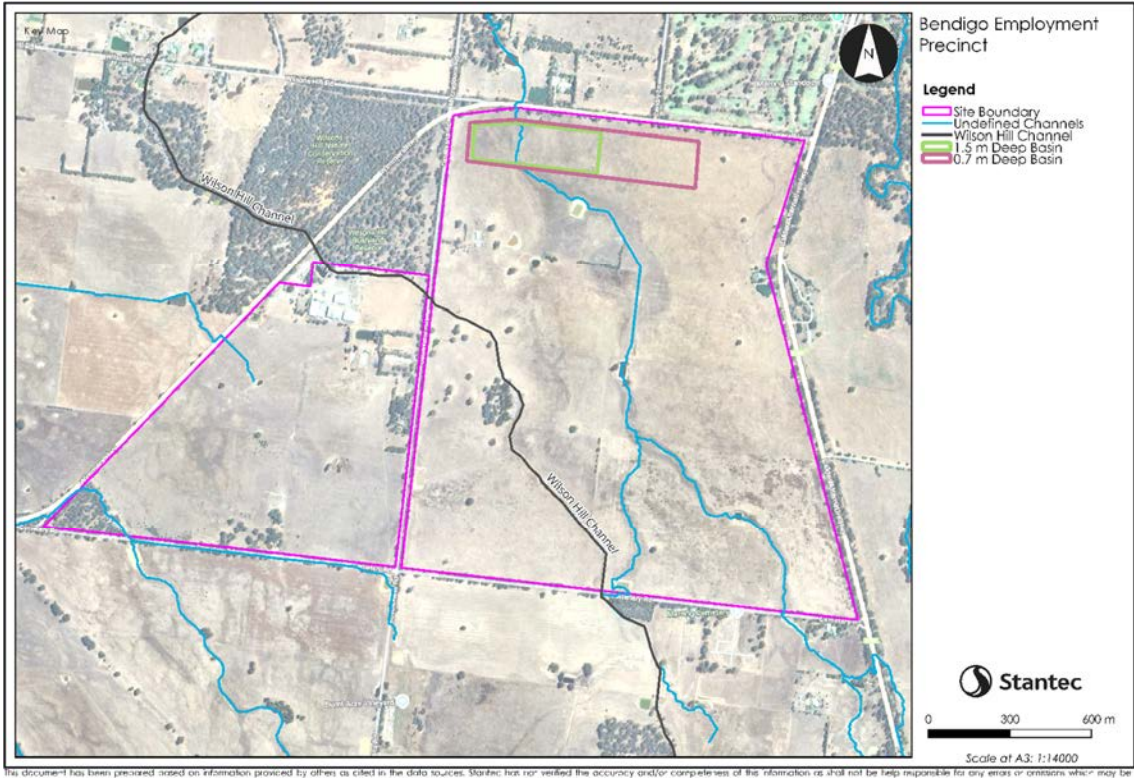 Bendigo Employment
Precinct
Key Map
N
Legend
Site Boundary
Undefined Channels
Wilson Hill Channel
1.5 m Deep Basin
0.7 m Deep Basin
Wilson Hill Channel
Wilson Hill Channel
Stantec
0 300 600 m
Scale at A3: 1:14000
This document has been prepared based on information provided by others as cited in the data sources. Stantec has not verified the accuracy and/or completeness of this information as shall not be help responsible for any errors or omissions which may be